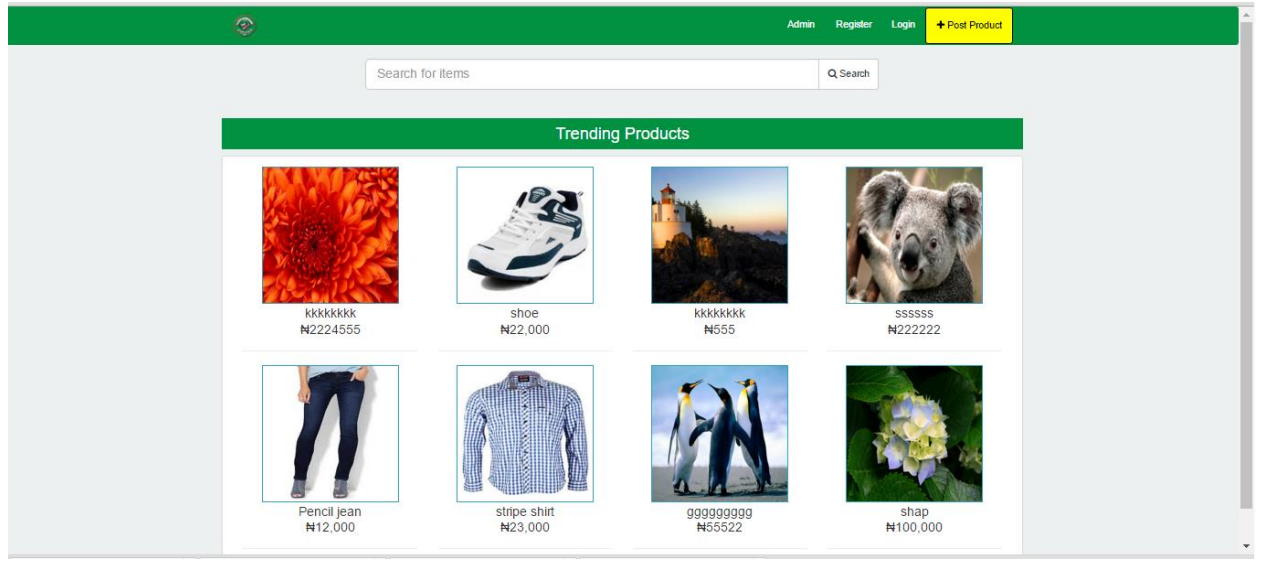 Admin Register Login + Post Product
Search for items Search
Trending Products
kkkkkkkk shoe kkkkkkkk ssssss
₦2224555 ₦22,000 ₦555 ₦222222
Pencil jean stripe shirt ggggggggg shap
₦12,000 ₦23,000 ₦55522 ₦100,000